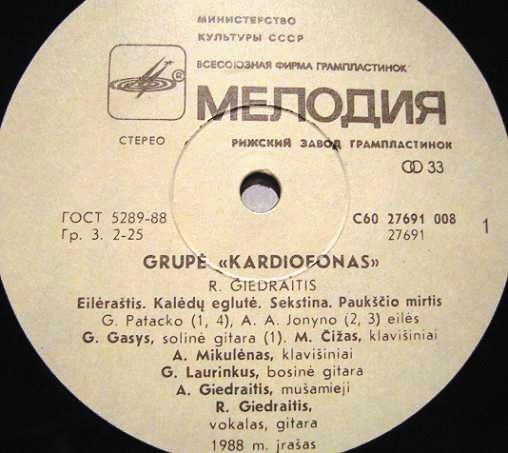 МИНИСТЕРСТВО
КУЛЬТУРЫ СССР
ВСЕСОЮЗНАЯ ФИРМА ГРАМПЛАСТИНОК
® МЕЛОДИЯ
СТЕРЕО РИЖСКИЙ ЗАВОД ГРАМПЛАСТИНОК
33
ГОСТ 5289-88 С60 27691 008
Гр. 3. 2-25 27691 1
GRUPĖ «KARDIOFONAS»
R. GIEDRAITIS
Eilėraštis. Kalėdų eglutė. Sekstina. Paukščio mirtis
G. Patacko (1, 4), A. A. Jonyno (2, 3) eilės
G. Gasys, solinė gitara (1). M. Čižas, klavišiniai
A. Mikulėnas, klavišiniai
G. Laurinkus, bosinė gitara
A. Giedraitis, mušamieji
R. Giedraitis,
vokalas, gitara
1988 m. įrašas